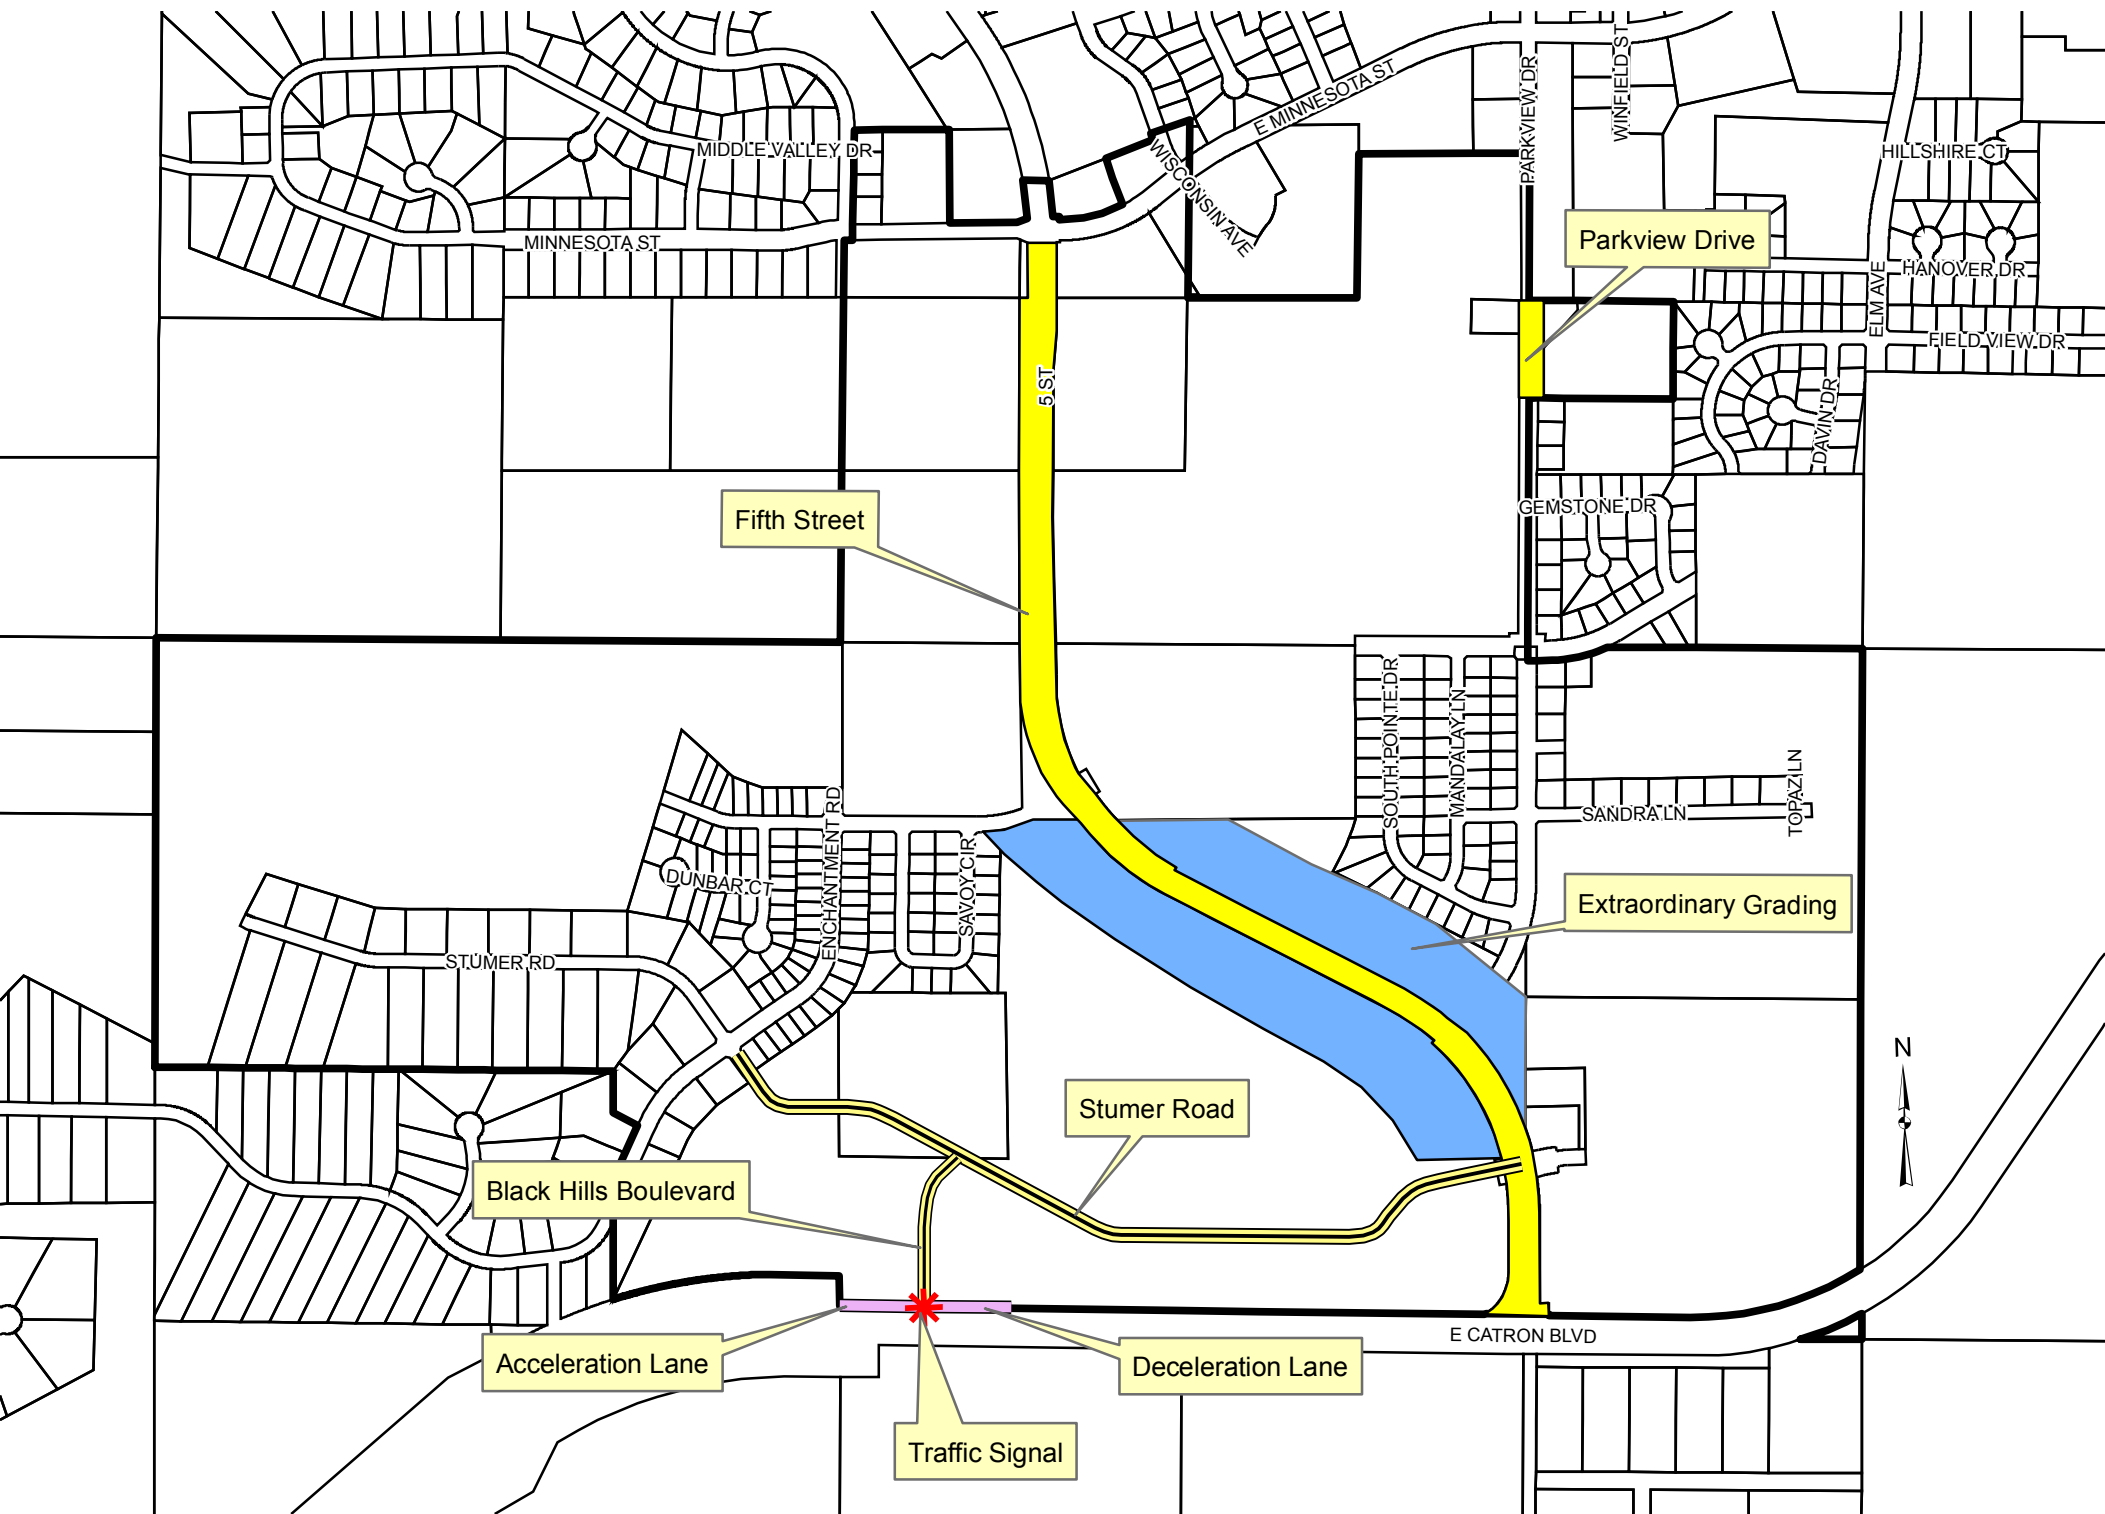 E MINNESOTA ST
PARKVIEW DR
WINFIELD ST
MIDDLE VALLEY DR
WISCONSIN AVE
HILLSHIRE CT
MINNESOTA ST
Parkview Drive
ELM AVE
HANOVER DR
FIELD VIEW DR
5 ST
DAVIN DR
Fifth Street
GEMSTONE DR
SOUTH POINTE DR
MANDALAY LN
TOPAZ LN
SANDRA LN
ENCHANTMENT RD
DUNBAR CT
SAVOY CIR
Extraordinary Grading
STUMER RD
N
Stumer Road
Black Hills Boulevard
E CATRON BLVD
Acceleration Lane
Deceleration Lane
Traffic Signal